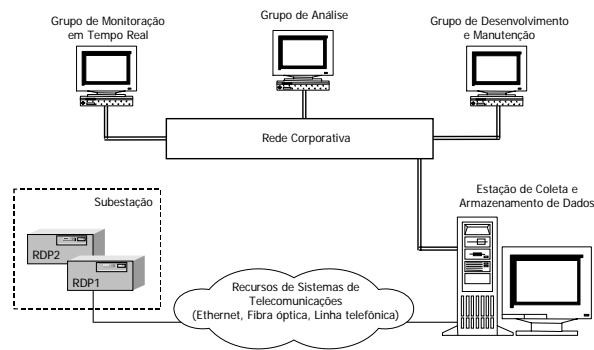 Grupo de Monitoração
em Tempo Real
Grupo de Análise
Grupo de Desenvolvimento
e Manutenção
Rede Corporativa
Subestação
RDP2
RDP1
Estação de Coleta e
Armazenamento de Dados
Recursos de Sistemas de
Telecomunicações
(Ethernet, Fibra óptica, Linha telefônica)